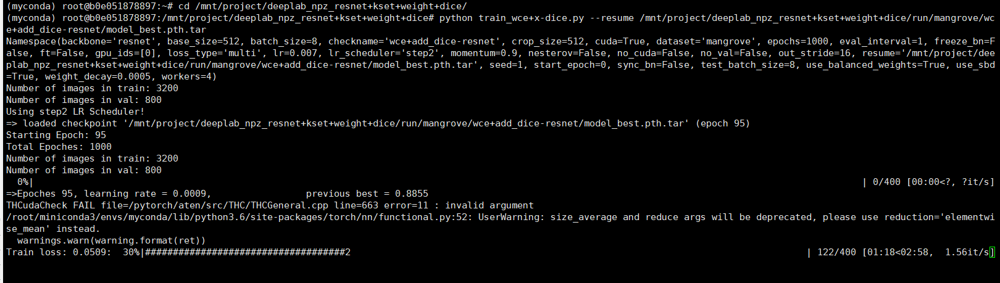 (myconda) root@b0e051878897:~# cd /mnt/project/deeplab_npz_resnet+kset+weight+dice/
(myconda) root@b0e051878897:/mnt/project/deeplab_npz_resnet+kset+weight+dice# python train_wce+x-dice.py --resume /mnt/project/deeplab_npz_resnet+kset+weight+dice/run/mangrove/wc
e+add_dice-resnet/model_best.pth.tar
Namespace(backbone='resnet', base_size=512, batch_size=8, checkname='wce+add_dice-resnet', crop_size=512, cuda=True, dataset='mangrove', epochs=1000, eval_interval=1, freeze_bn=F
alse, ft=False, gpu_ids=[0], loss_type='multi', lr=0.007, lr_scheduler='step2', momentum=0.9, nesterov=False, no_cuda=False, no_val=False, out_stride=16, resume='/mnt/project/dee
plab_npz_resnet+kset+weight+dice/run/mangrove/wce+add_dice-resnet/model_best.pth.tar', seed=1, start_epoch=0, sync_bn=False, test_batch_size=8, use_balanced_weights=True, use_sbd
=True, weight_decay=0.0005, workers=4)
Number of images in train: 3200
Number of images in val: 800
Using step2 LR Scheduler!
=> loaded checkpoint '/mnt/project/deeplab_npz_resnet+kset+weight+dice/run/mangrove/wce+add_dice-resnet/model_best.pth.tar' (epoch 95)
Starting Epoch: 95
Total Epoches: 1000
Number of images in train: 3200
Number of images in val: 800
  0%|                                                                                                                                                     | 0/400 [00:00<?, ?it/s]
=>Epoches 95, learning rate = 0.0009,                 previous best = 0.8855
THCudaCheck FAIL file=/pytorch/aten/src/THC/THCGeneral.cpp line=663 error=11 : invalid argument
/root/miniconda3/envs/myconda/lib/python3.6/site-packages/torch/nn/functional.py:52: UserWarning: size_average and reduce args will be deprecated, please use reduction='elementwi
se_mean' instead.
  warnings.warn(warning.format(ret))
Train loss: 0.0509:  30%|####################################2                                                                                  | 122/400 [01:18<02:58,  1.56it/s]